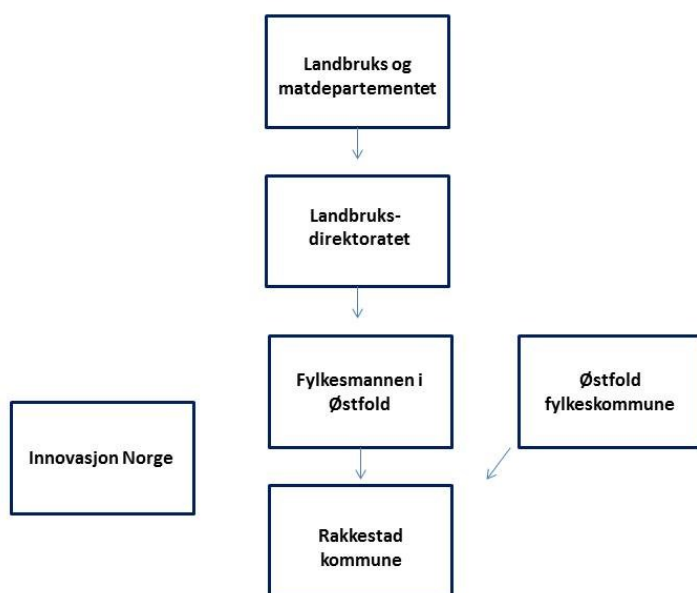 Landbruks og
matdepartementet
Landbruks-
direktoratet
Fylkesmannen i
Østfold
Østfold
fylkeskommune
Innovasjon Norge
Rakkestad
kommune